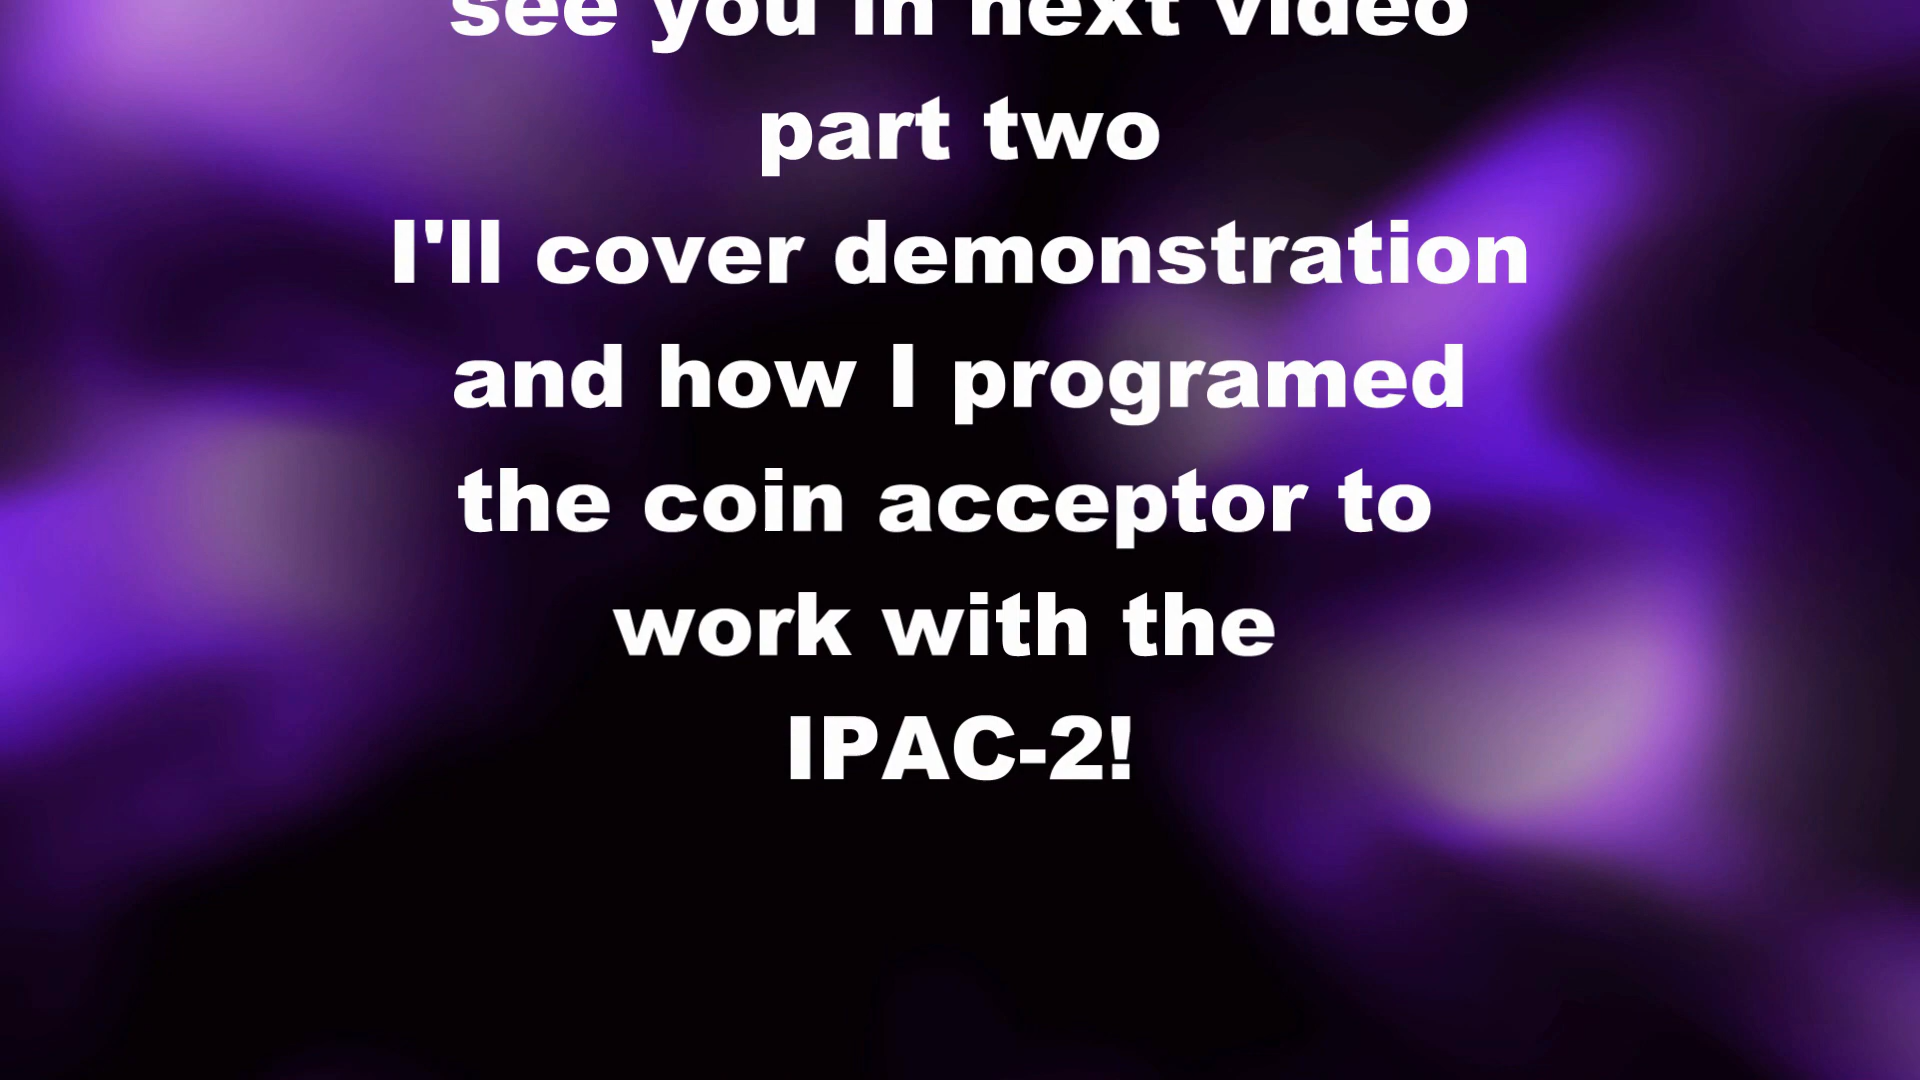 see you in next video
part two
I'll cover demonstration
and how I programed
the coin acceptor to
work with the
IPAC-2!